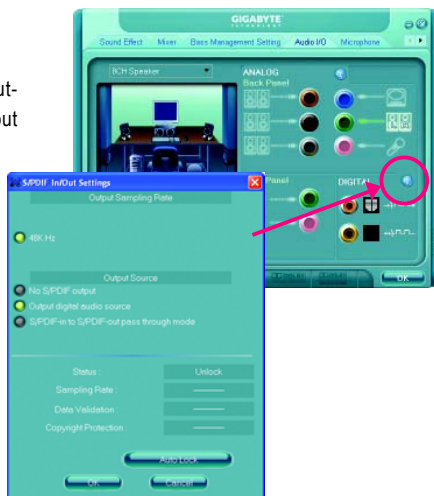 GIGABYTE
TECHNOLOGY
Sound Effect Mixer Bass Management Setting Audio I/O Microphone
8CH Speaker
ANALOG
Back Panel
ut-
out
Panel
DIGITAL
OK
S/PDIF In/Out Settings
Output Sampling Rate
48K Hz
Output Source
No S/PDIF output
Output digital audio source
S/PDIF-in to S/PDIF-out pass through mode
Status : Unlock
Sampling Rate :
Data Validation :
Copyright Protection :
Auto Lock
OK Cancel